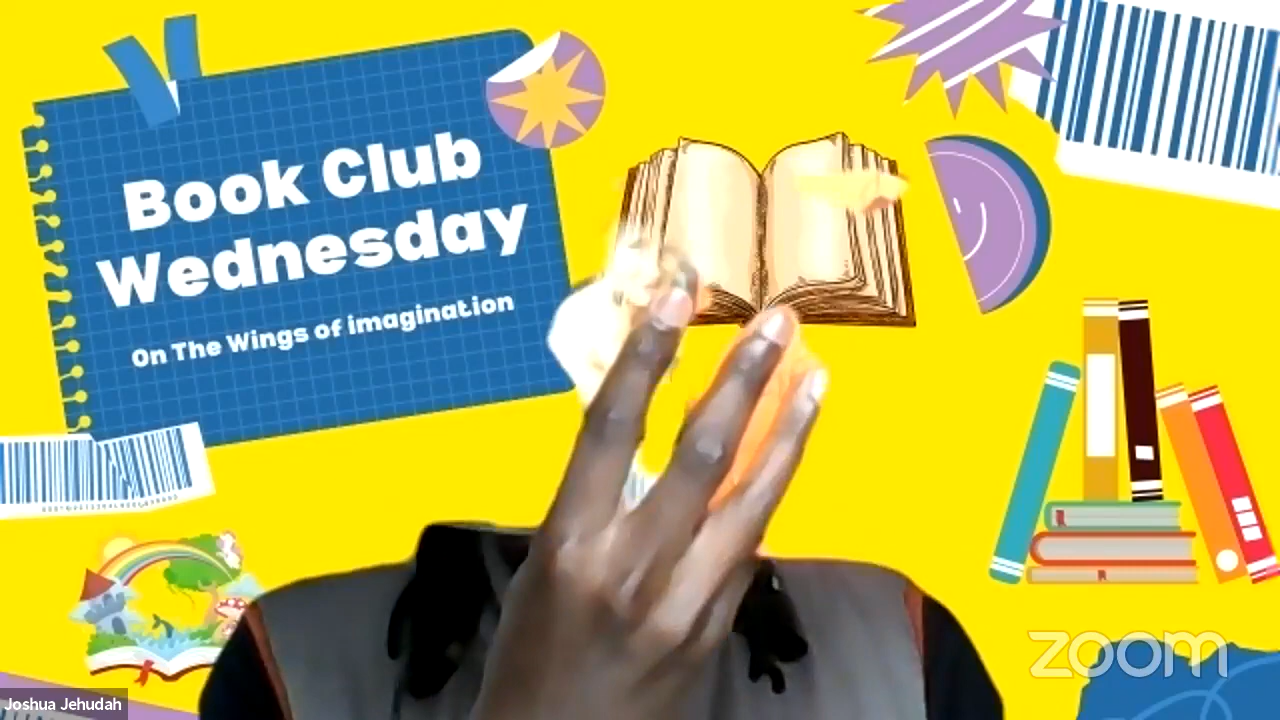 Book Club
Wednesday
On The Wings of imagination
zoom
Joshua Jehudah